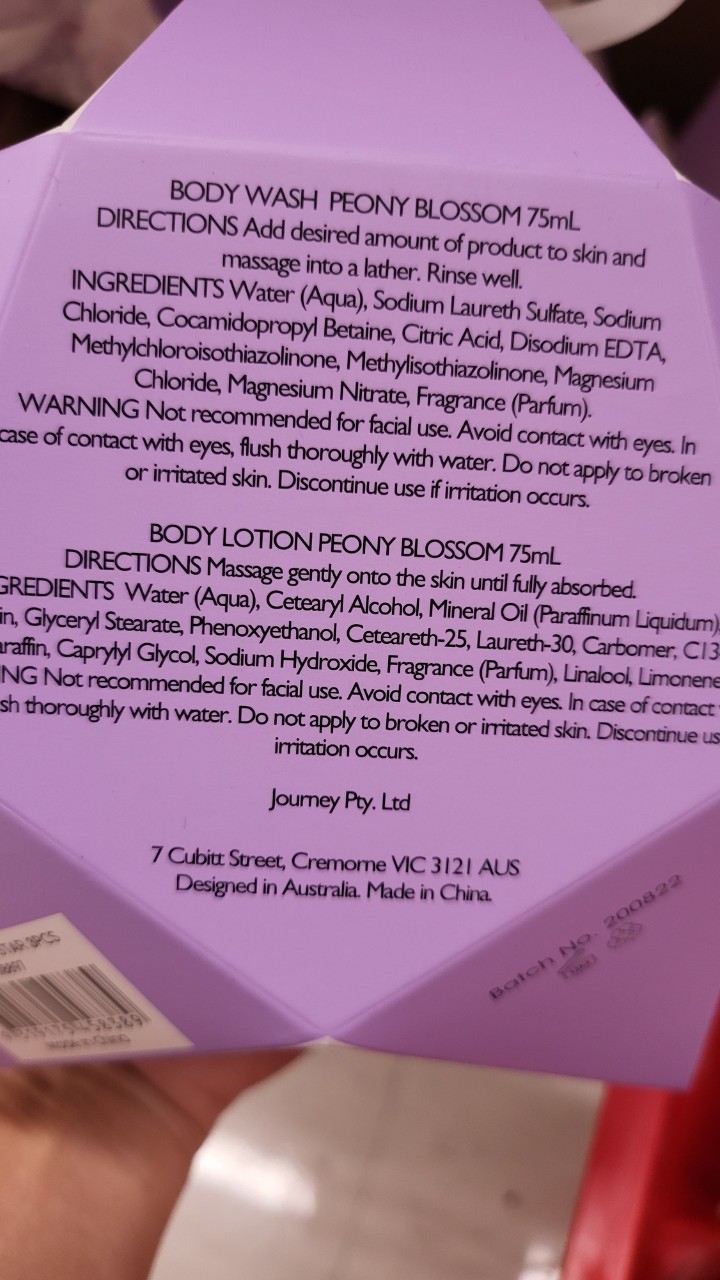 BODY WASH PEONY BLOSSOM 75mL
DIRECTIONS Add desired amount of product to skin and
massage into a lather. Rinse well.
INGREDIENTS Water (Aqua), Sodium Laureth Sulfate, Sodium
Chloride, Cocamidopropyl Betaine, Citric Acid, Disodium EDTA,
Methylchloroisothiazolinone, Methylisothiazolinone, Magnesium
Chloride, Magnesium Nitrate, Fragrance (Parfum).
WARNING Not recommended for facial use. Avoid contact with eyes. In
case of contact with eyes, flush thoroughly with water. Do not apply to broken
or irritated skin. Discontinue use if irritation occurs.
BODY LOTION PEONY BLOSSOM 75mL
DIRECTIONS Massage gently onto the skin until fully absorbed.
GREDIENTS Water (Aqua), Cetearyl Alcohol, Mineral Oil (Paraffinum Liquidum),
in, Glyceryl Stearate, Phenoxyethanol, Ceteareth-25, Laureth-30, Carbomer, C13
araffin, Caprylyl Glycol, Sodium Hydroxide, Fragrance (Parfum), Linalool, Limonene
ING Not recommended for facial use. Avoid contact with eyes. In case of contact
sh thoroughly with water. Do not apply to broken or irritated skin. Discontinue us
irritation occurs.
Journey Pty. Ltd
7 Cubitt Street, Cremorne VIC 3121 AUS
Designed in Australia. Made in China.
Batch No. 200822
STAR 3PCS
Made in China